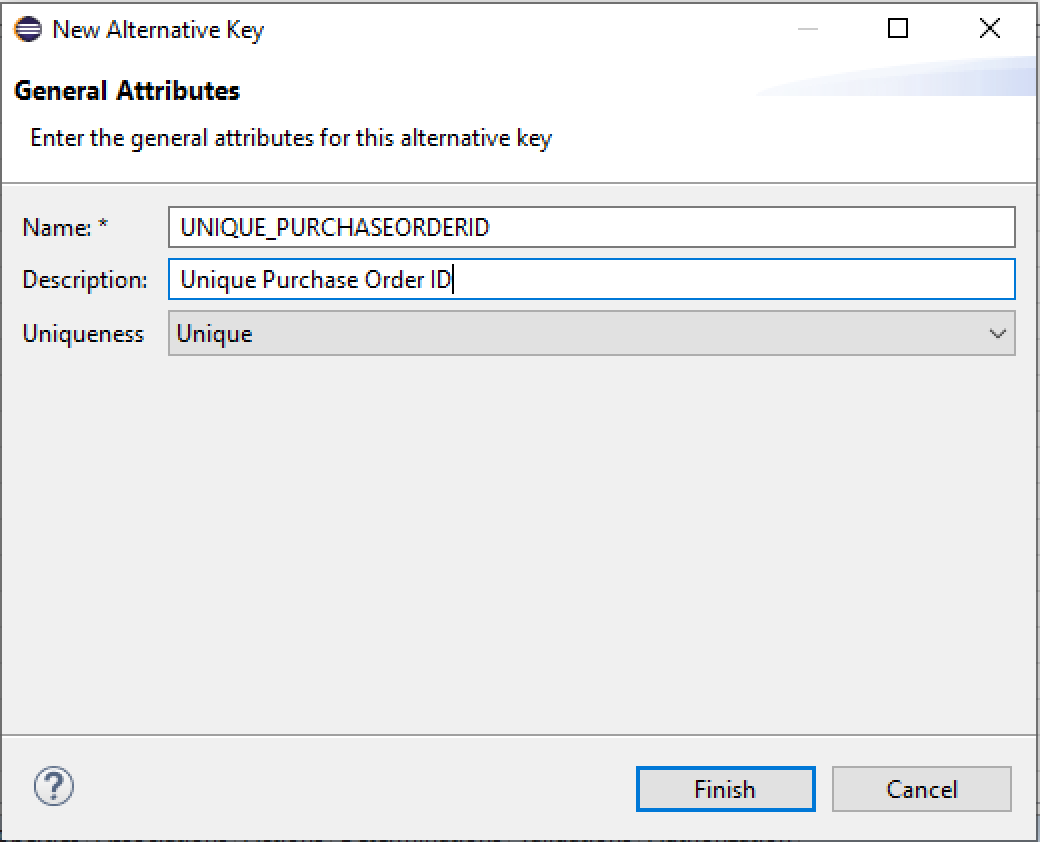 New Alternative Key
General Attributes
Enter the general attributes for this alternative key
Name: * UNIQUE_PURCHASEORDERID
Description: Unique Purchase Order ID
Uniqueness Unique
Finish Cancel